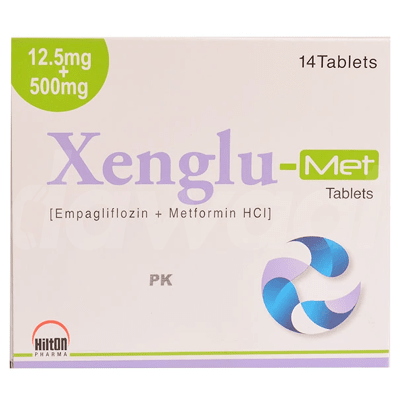 12.5mg
+
500mg
14Tablets
Xenglu-Met
Tablets
[Empagliflozin + Metformin HCl]
PK
HiltOn
PHARMA